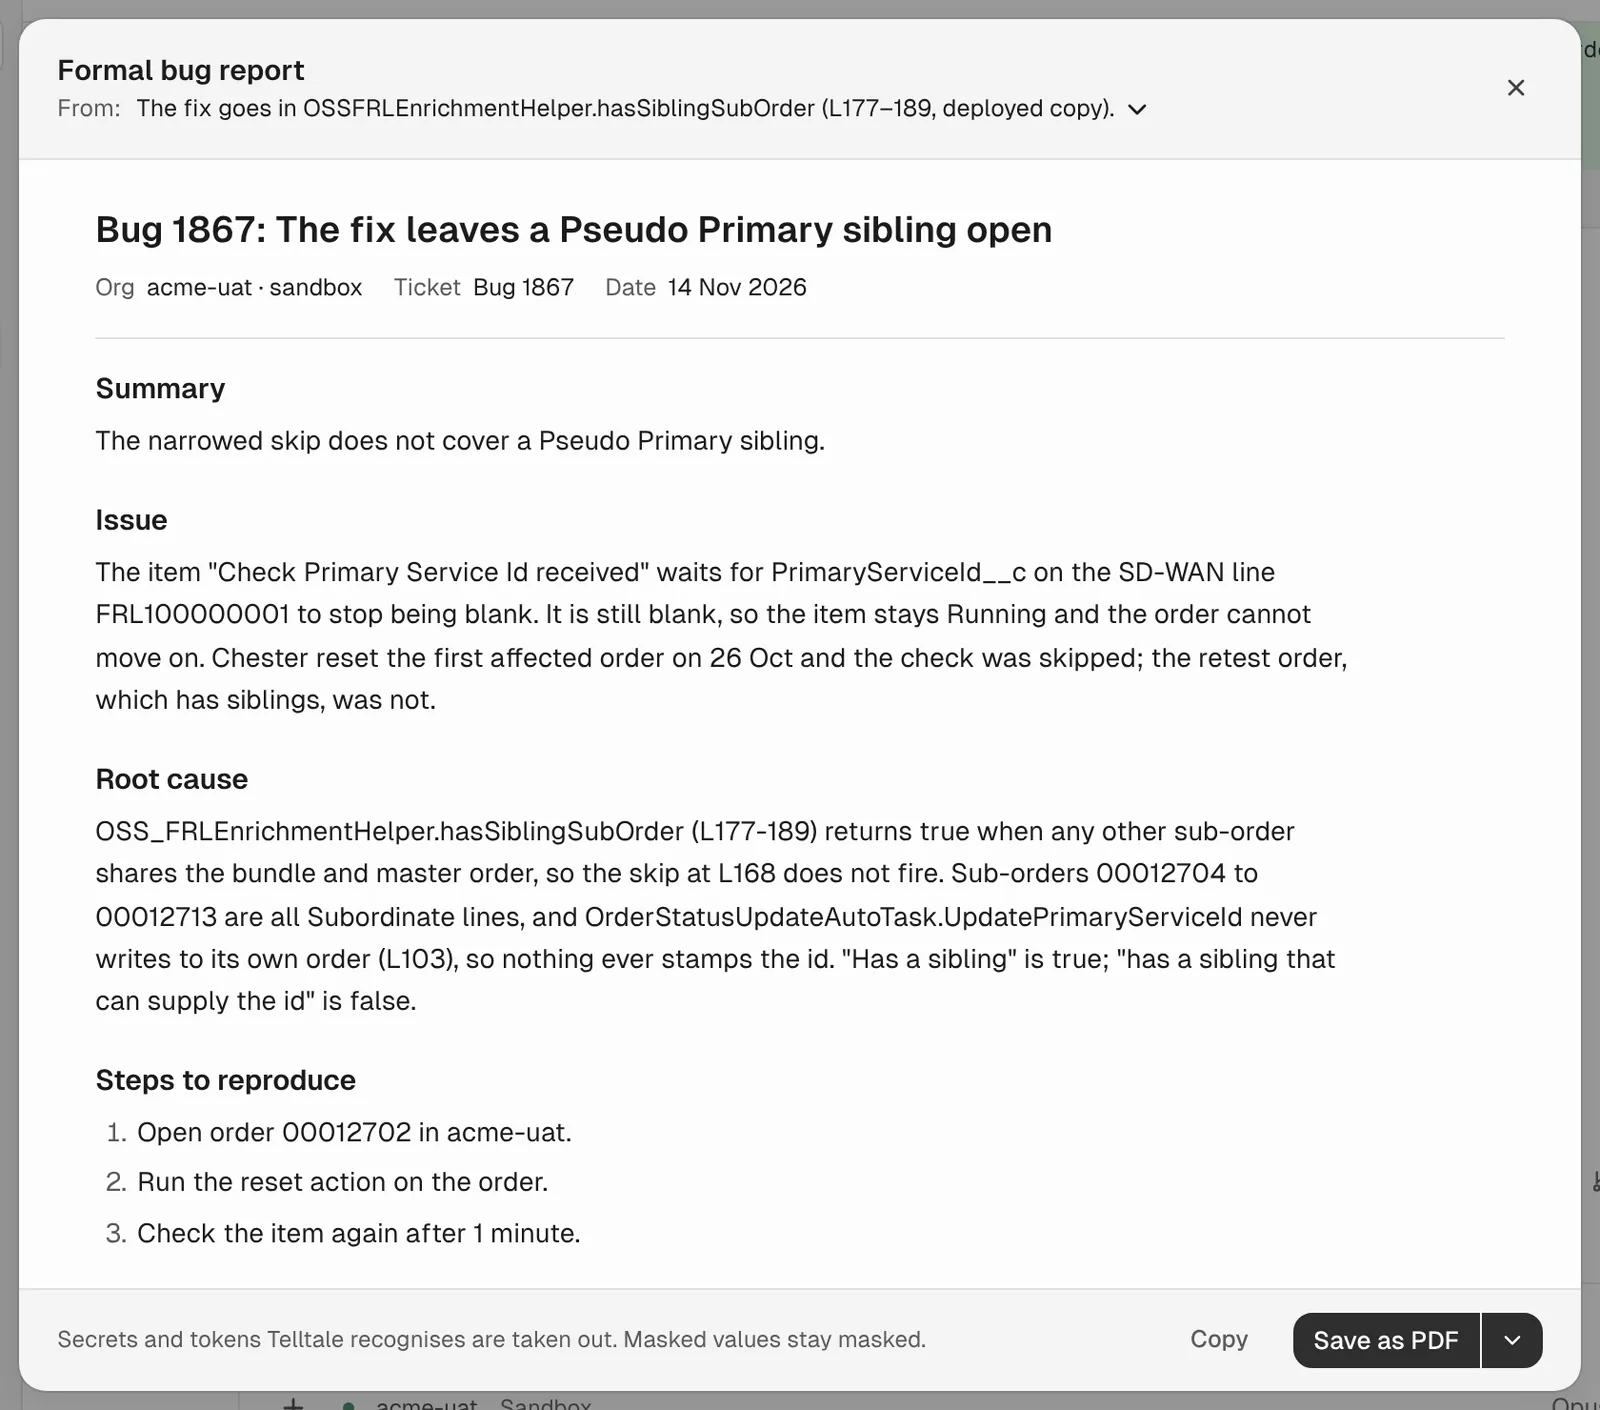 Formal bug report
From: The fix goes in OSSFRLEnrichmentHelper.hasSiblingSubOrder (L177–189, deployed copy).
Bug 1867: The fix leaves a Pseudo Primary sibling open
Org acme-uat · sandbox Ticket Bug 1867 Date 14 Nov 2026
Summary
The narrowed skip does not cover a Pseudo Primary sibling.
Issue
The item "Check Primary Service Id received" waits for PrimaryServiceId__c on the SD-WAN line
FRL100000001 to stop being blank. It is still blank, so the item stays Running and the order cannot
move on. Chester reset the first affected order on 26 Oct and the check was skipped; the retest order,
which has siblings, was not.
Root cause
OSS_FRLEnrichmentHelper.hasSiblingSubOrder (L177-189) returns true when any other sub-order
shares the bundle and master order, so the skip at L168 does not fire. Sub-orders 00012704 to
00012713 are all Subordinate lines, and OrderStatusUpdateAutoTask.UpdatePrimaryServiceId never
writes to its own order (L103), so nothing ever stamps the id. "Has a sibling" is true; "has a sibling that
can supply the id" is false.
Steps to reproduce
1. Open order 00012702 in acme-uat.
2. Run the reset action on the order.
3. Check the item again after 1 minute.
Secrets and tokens Telltale recognises are taken out. Masked values stay masked.
Copy
Save as PDF
acme-uat Sandbox